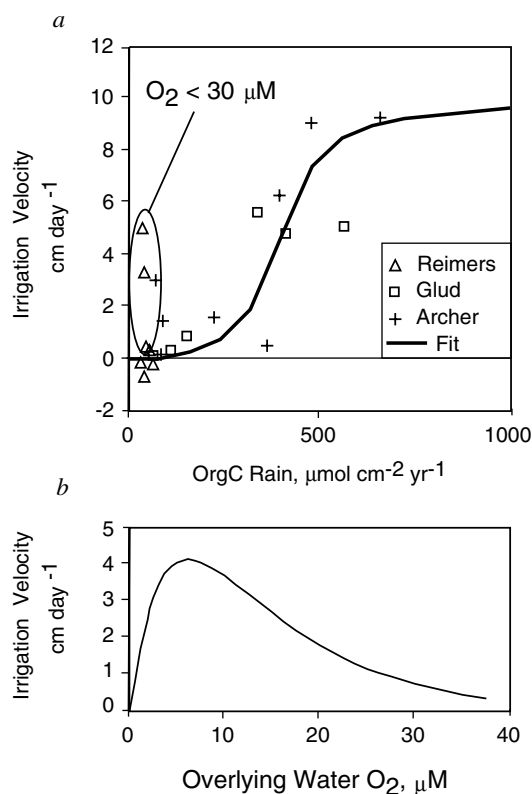 a
12
10
8
6
4
2
0
-2
Irrigation Velocity
cm day -1
O2 < 30 μM
Reimers
Glud
Archer
Fit
0
500
1000
OrgC Rain, μmol cm-2 yr-1
b
5
4
3
2
1
0
Irrigation Velocity
cm day -1
0
10
20
30
40
Overlying Water O2, μM